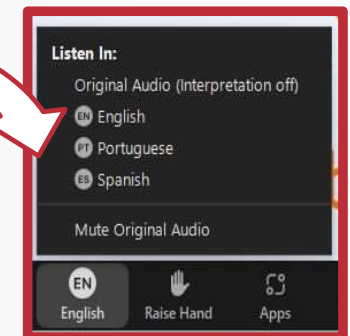 Listen In:
Original Audio (Interpretation off)
EN English
PT Portuguese
ES Spanish
Mute Original Audio
EN
English Raise Hand Apps